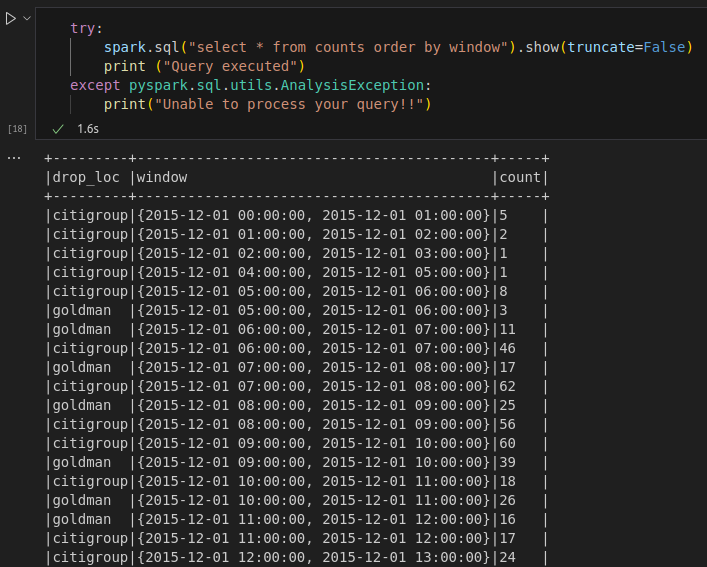 try:
    spark.sql("select * from counts order by window").show(truncate=False)
    print ("Query executed")
except pyspark.sql.utils.AnalysisException:
    print("Unable to process your query!!")
[18]
1.6s
...
+---------+------------------------------------------+-----+
|drop_loc |window                                    |count|
+---------+------------------------------------------+-----+
|citigroup|{2015-12-01 00:00:00, 2015-12-01 01:00:00}|5    |
|citigroup|{2015-12-01 01:00:00, 2015-12-01 02:00:00}|2    |
|citigroup|{2015-12-01 02:00:00, 2015-12-01 03:00:00}|1    |
|citigroup|{2015-12-01 04:00:00, 2015-12-01 05:00:00}|1    |
|citigroup|{2015-12-01 05:00:00, 2015-12-01 06:00:00}|8    |
|goldman  |{2015-12-01 05:00:00, 2015-12-01 06:00:00}|3    |
|goldman  |{2015-12-01 06:00:00, 2015-12-01 07:00:00}|11   |
|citigroup|{2015-12-01 06:00:00, 2015-12-01 07:00:00}|46   |
|goldman  |{2015-12-01 07:00:00, 2015-12-01 08:00:00}|17   |
|citigroup|{2015-12-01 07:00:00, 2015-12-01 08:00:00}|62   |
|goldman  |{2015-12-01 08:00:00, 2015-12-01 09:00:00}|25   |
|citigroup|{2015-12-01 08:00:00, 2015-12-01 09:00:00}|56   |
|citigroup|{2015-12-01 09:00:00, 2015-12-01 10:00:00}|60   |
|goldman  |{2015-12-01 09:00:00, 2015-12-01 10:00:00}|39   |
|citigroup|{2015-12-01 10:00:00, 2015-12-01 11:00:00}|18   |
|goldman  |{2015-12-01 10:00:00, 2015-12-01 11:00:00}|26   |
|goldman  |{2015-12-01 11:00:00, 2015-12-01 12:00:00}|16   |
|citigroup|{2015-12-01 11:00:00, 2015-12-01 12:00:00}|17   |
|citigroup|{2015-12-01 12:00:00, 2015-12-01 13:00:00}|24   |